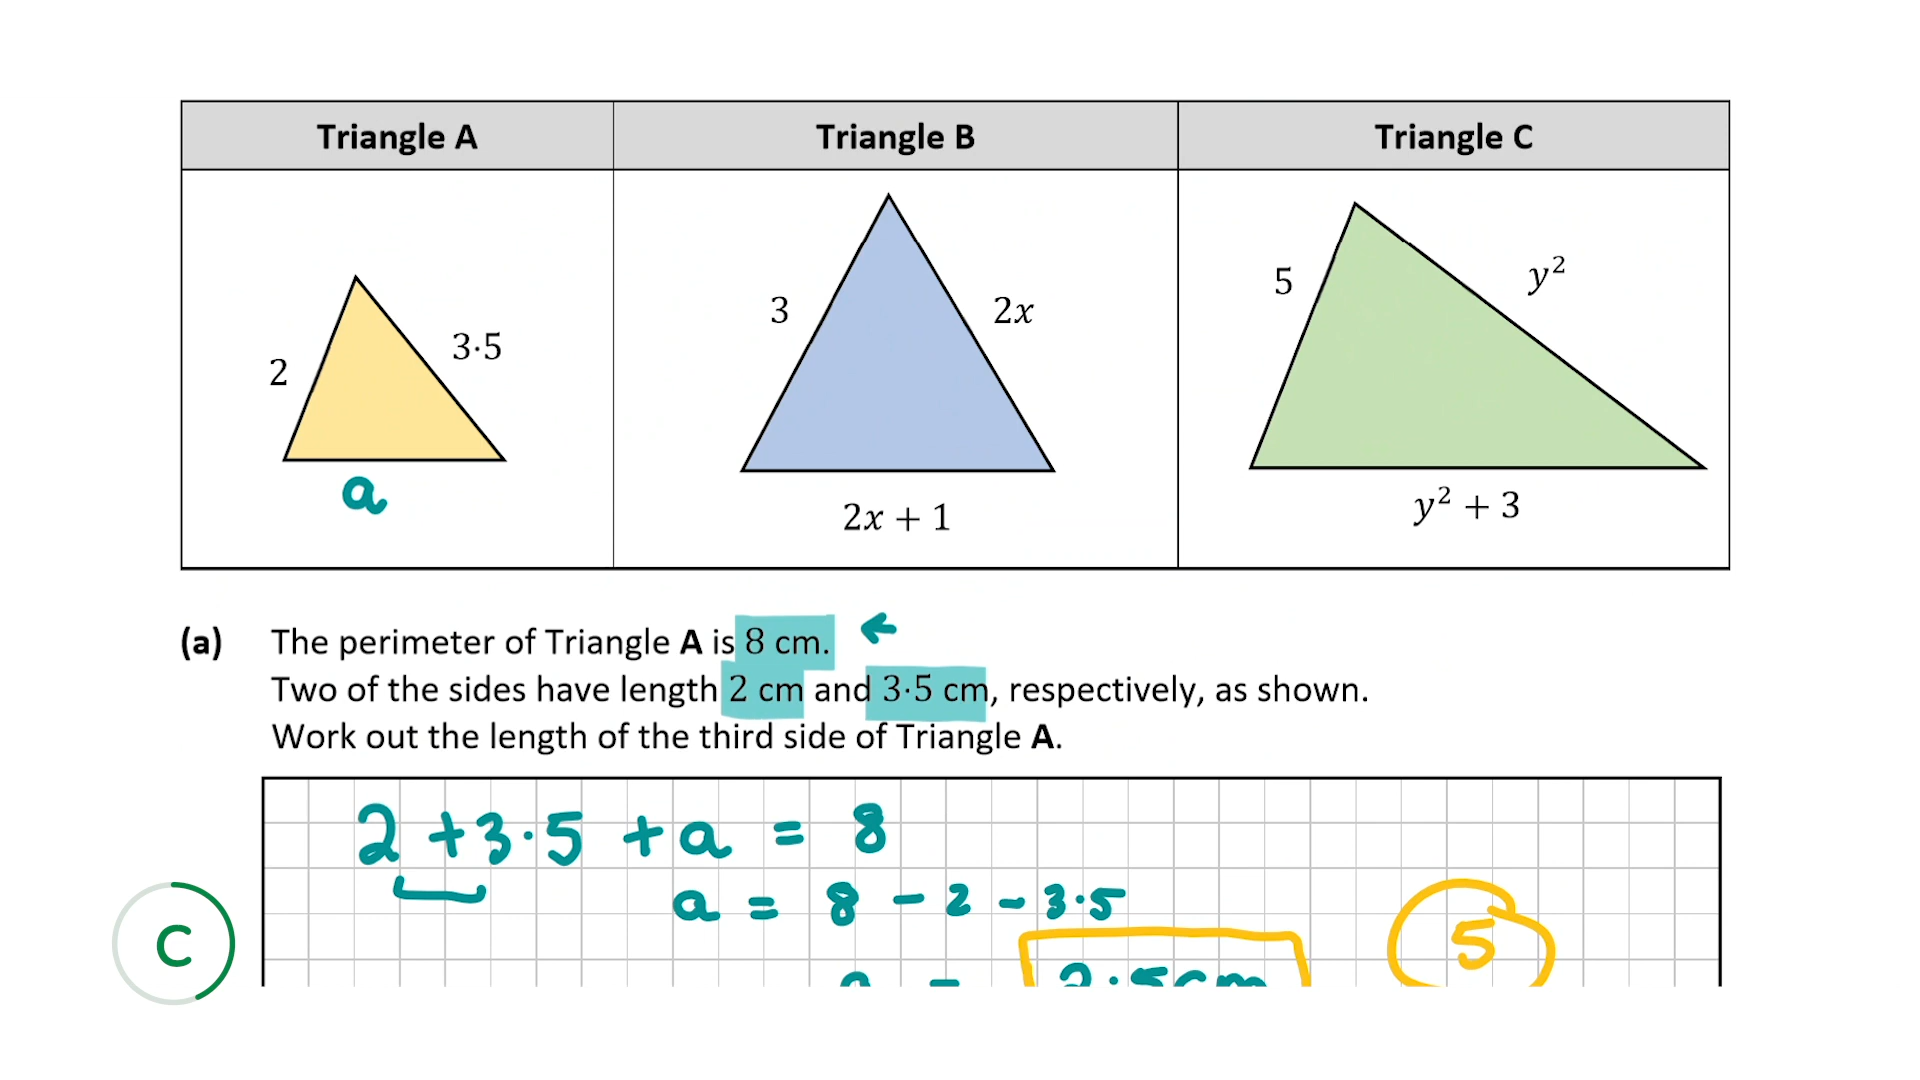 Triangle A
Triangle B
Triangle C
2
3·5
a
3
2x
2x + 1
5
y²
y² + 3
(a) The perimeter of Triangle A is 8 cm. ←
Two of the sides have length 2 cm and 3·5 cm, respectively, as shown.
Work out the length of the third side of Triangle A.
2 + 3·5 + a = 8
a = 8 - 2 - 3·5
5
a = 2·5cm
C